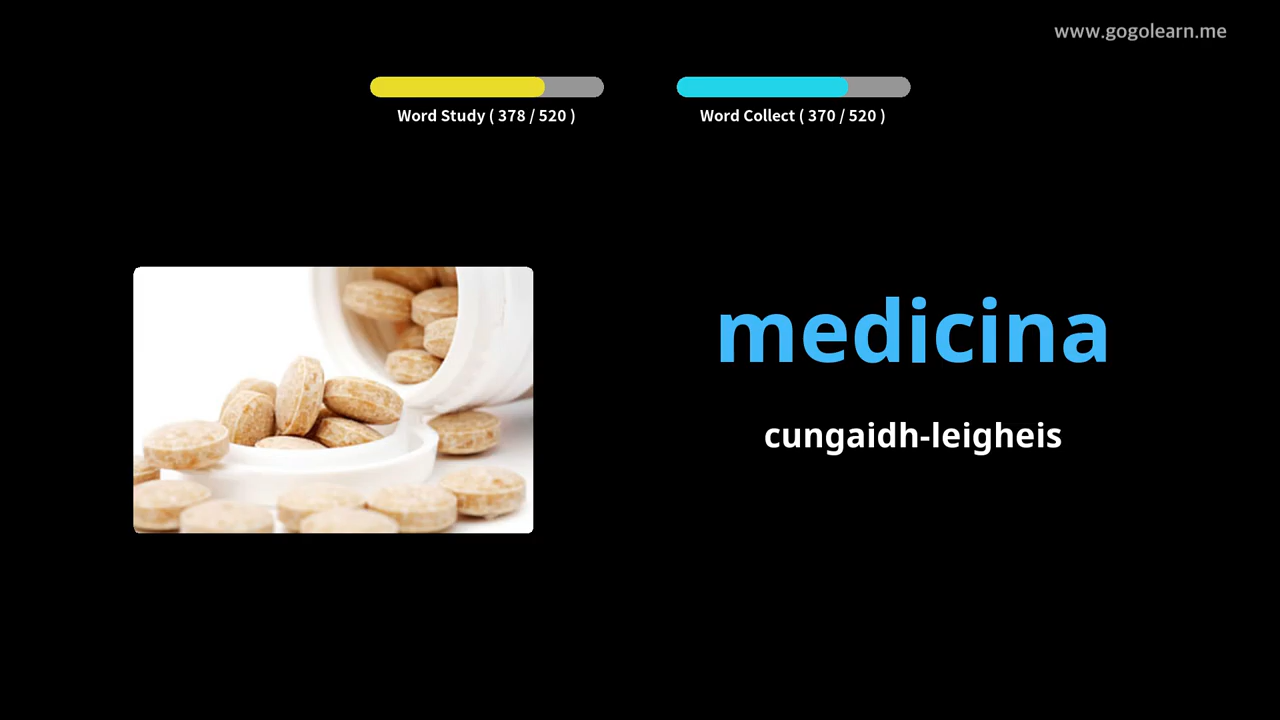 www.gogolearn.me
Word Study ( 378 / 520 )
Word Collect ( 370 / 520 )
medicina
cungaidh-leigheis